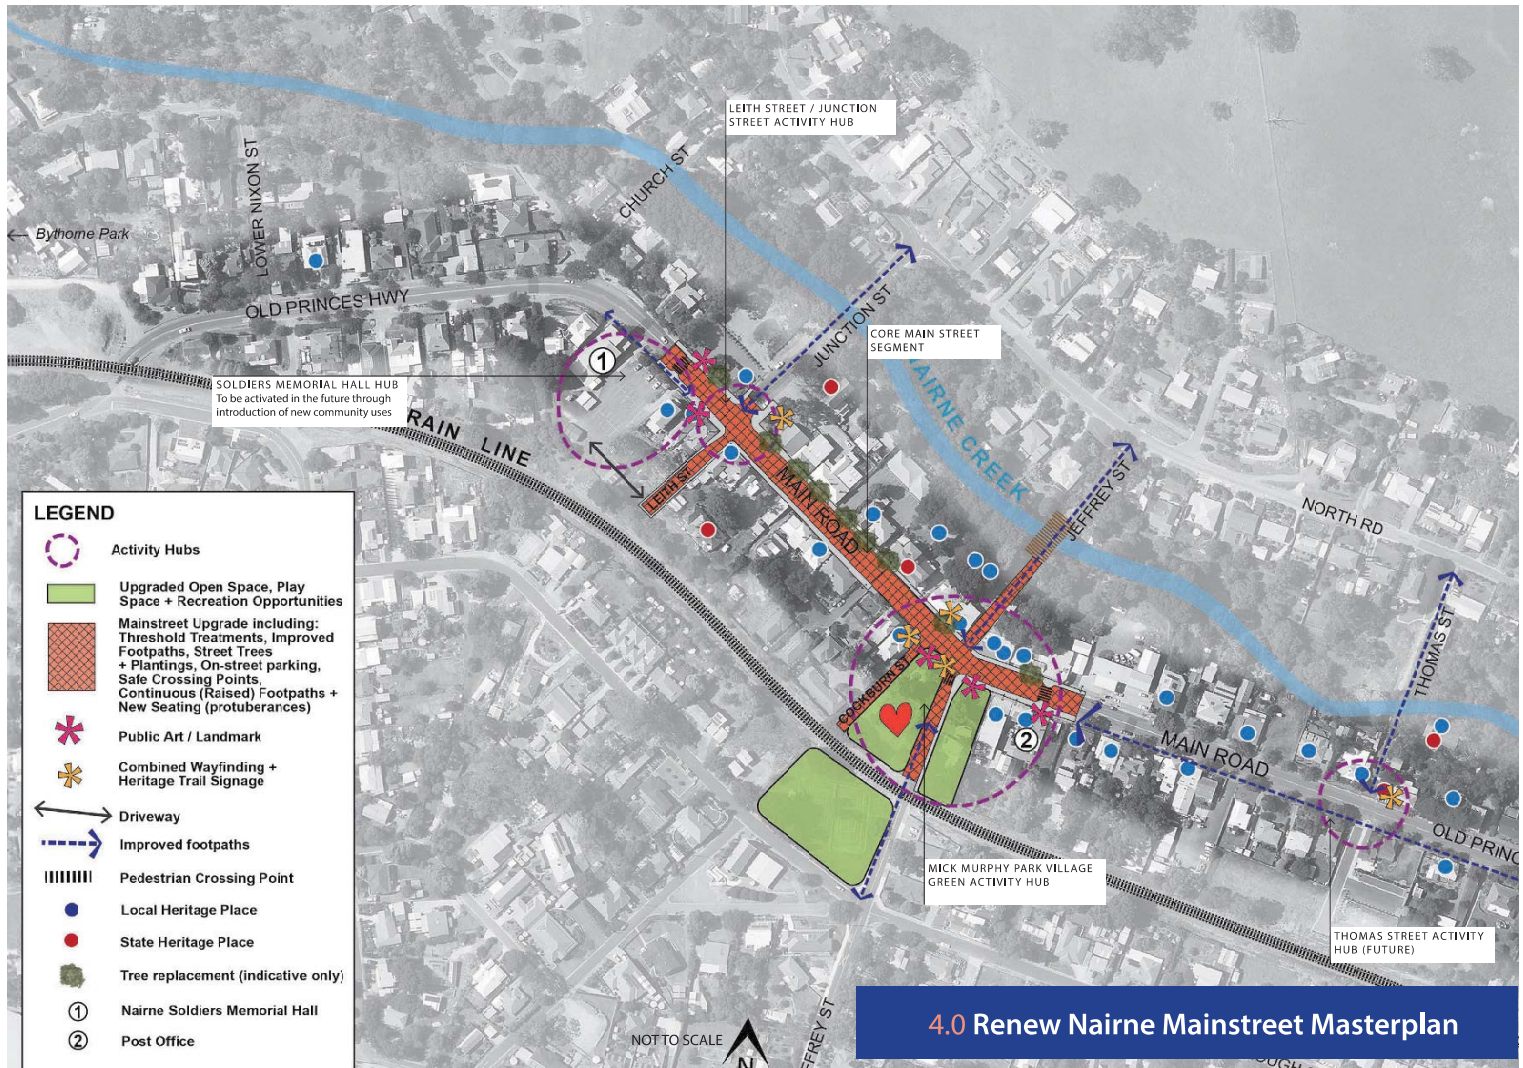 LEITH STREET / JUNCTION
STREET ACTIVITY HUB
CHURCH ST
LOWER NIXON ST
Bythorne Park
OLD PRINCES HWY
JUNCTION ST
CORE MAIN STREET
SEGMENT
1
SOLDIERS MEMORIAL HALL HUB
To be activated in the future through
introduction of new community uses
NAIRNE CREEK
RAIN LINE
MAIN ROAD
LEITH ST
JEFFREY ST
NORTH RD
THOMAS ST
COCKBURN ST
2
MAIN ROAD
OLD PRINC
MICK MURPHY PARK VILLAGE
GREEN ACTIVITY HUB
THOMAS STREET ACTIVITY
HUB (FUTURE)
LEGEND
Activity Hubs
Upgraded Open Space, Play
Space + Recreation Opportunities
Mainstreet Upgrade including:
Threshold Treatments, Improved
Footpaths, Street Trees
+ Plantings, On-street parking,
Safe Crossing Points,
Continuous (Raised) Footpaths +
New Seating (protuberances)
Public Art / Landmark
Combined Wayfinding +
Heritage Trail Signage
Driveway
Improved footpaths
Pedestrian Crossing Point
Local Heritage Place
State Heritage Place
Tree replacement (indicative only)
1 Nairne Soldiers Memorial Hall
2 Post Office
NOT TO SCALE
N
FFREY ST
4.0 Renew Nairne Mainstreet Masterplan